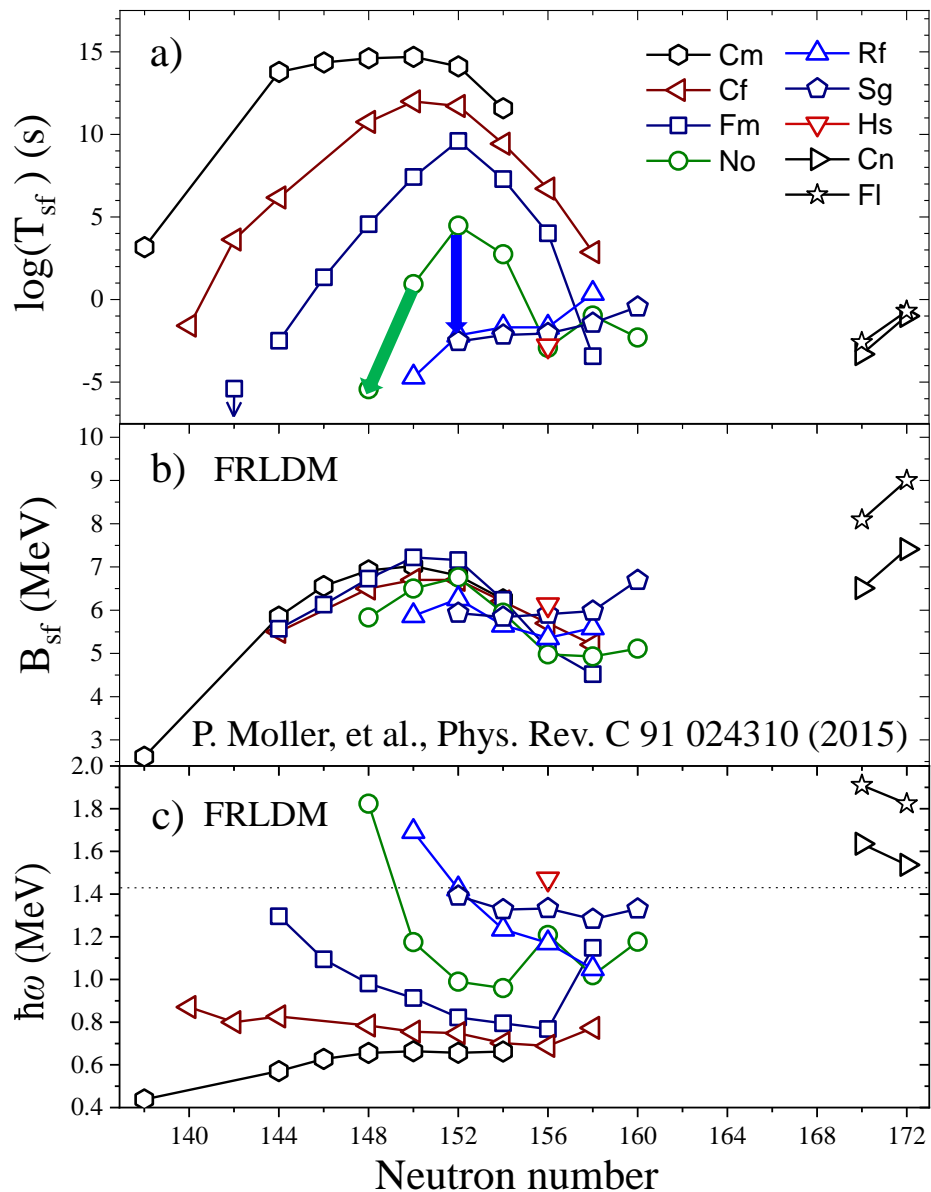 a)
log(T_sf) (s)
15
10
5
0
-5
Cm
Cf
Fm
No
Rf
Sg
Hs
Cn
Fl
b) FRLDM
B_sf (MeV)
10
9
8
7
6
5
4
3
P. Moller, et al., Phys. Rev. C 91 024310 (2015)
c) FRLDM
ħω (MeV)
2.0
1.8
1.6
1.4
1.2
1.0
0.8
0.6
0.4
140 144 148 152 156 160 164 168 172
Neutron number